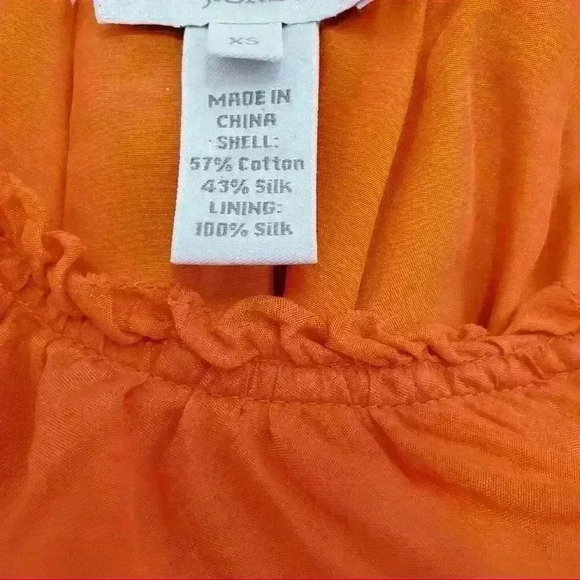 XS
MADE IN
CHINA
SHELL:
57% Cotton
43% Silk
LINING:
100% Silk